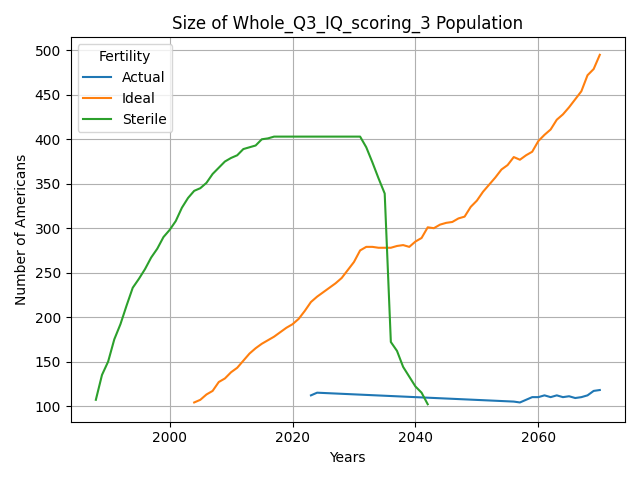 Size of Whole_Q3_IQ_scoring_3 Population
Fertility
Actual
Ideal
Sterile
Number of Americans
500
450
400
350
300
250
200
150
100
2000
2020
2040
2060
Years